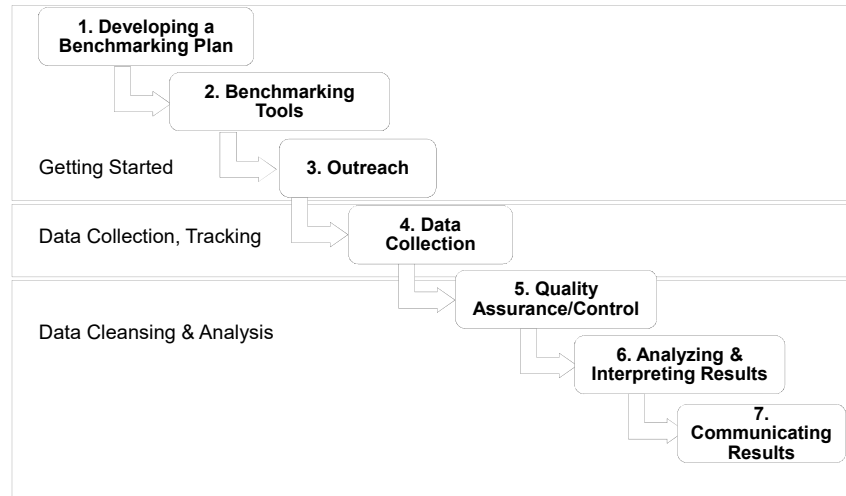 1. Developing a
Benchmarking Plan
2. Benchmarking
Tools
Getting Started
3. Outreach
Data Collection, Tracking
4. Data
Collection
5. Quality
Assurance/Control
Data Cleansing & Analysis
6. Analyzing &
Interpreting Results
7.
Communicating
Results